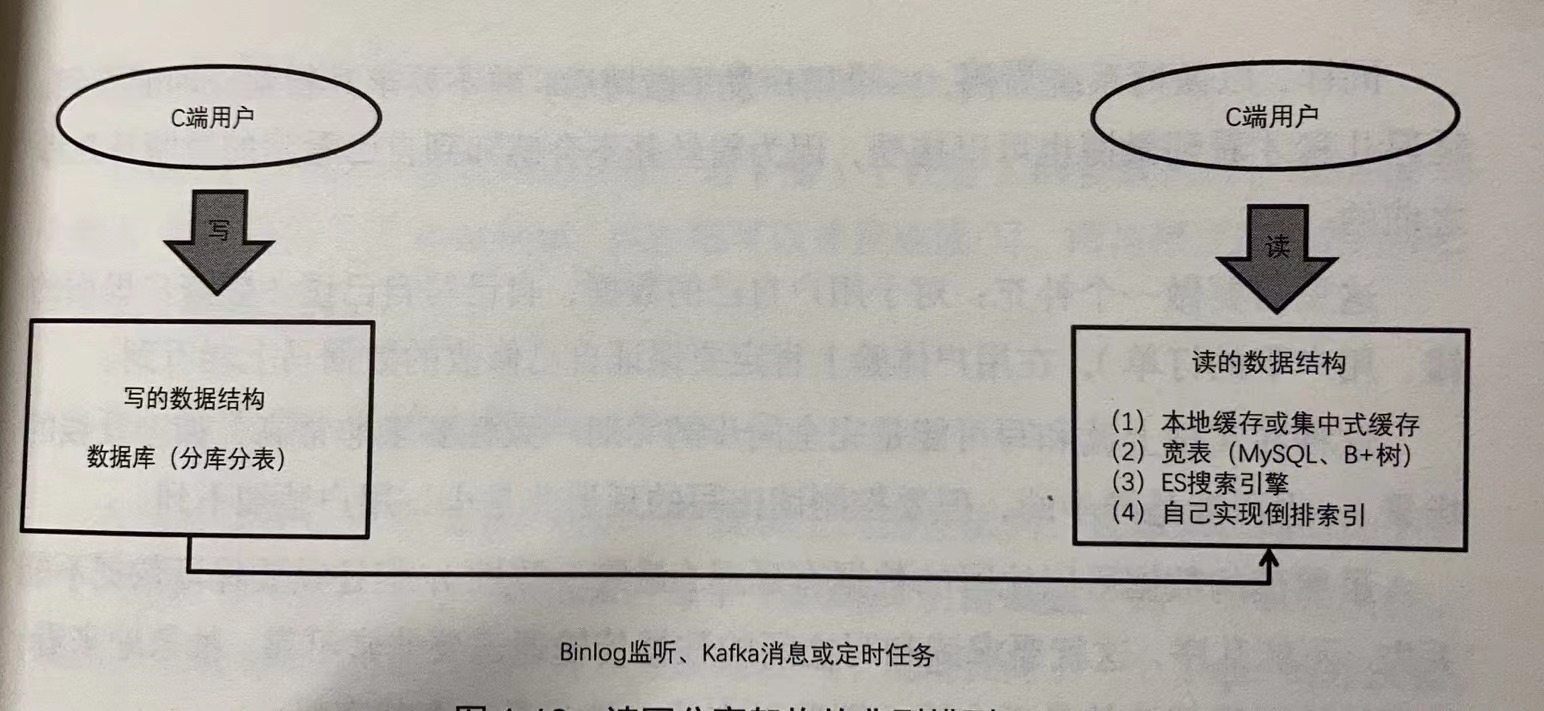 C端用户
写
写的数据结构
数据库（分库分表）
C端用户
读
读的数据结构
（1）本地缓存或集中式缓存
（2）宽表（MySQL、B+树）
（3）ES搜索引擎
（4）自己实现倒排索引
Binlog监听、Kafka消息或定时任务